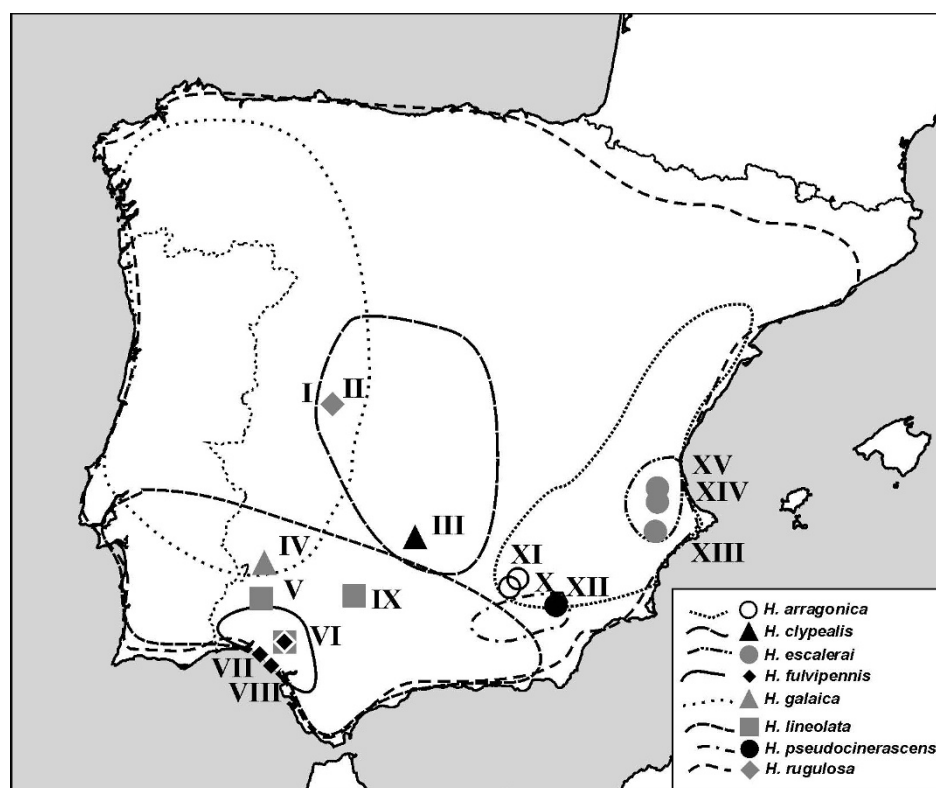 I II
XV
XIV
III
XI
XIII
IV
X XII
V
IX
VI
VII
VIII
H. arragonica
H. clypealis
H. escalerai
H. fulvipennis
H. galaica
H. lineolata
H. pseudocinerascens
H. rugulosa